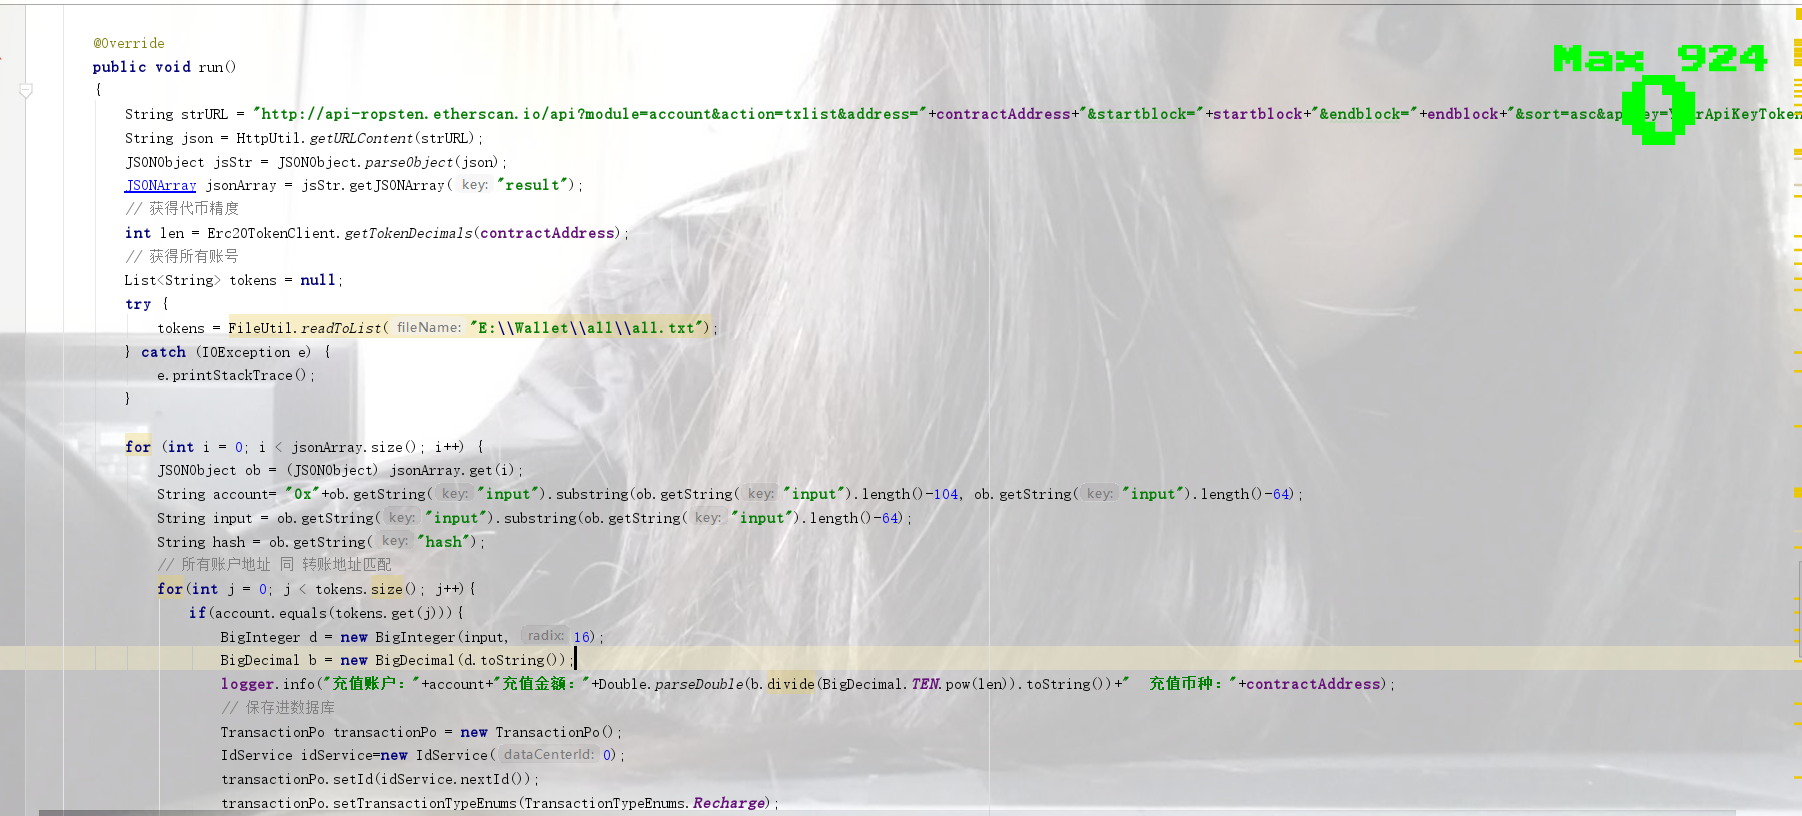 @Override
Max 924
public void run()
{
0
String strURL = "http://api-ropsten.etherscan.io/api?module=account&action=txlist&address="+contractAddress+"&startblock="+startblock+"&endblock="+endblock+"&sort=asc&ap ey=Y rApiKeyToken
String json = HttpUtil.getURLContent(strURL);
JSONObject jsStr = JSONObject.parseObject(json);
JSONArray jsonArray = jsStr.getJSONArray( key: "result");
// 获得代币精度
int len = Erc20TokenClient.getTokenDecimals(contractAddress);
// 获得所有账号
List<String> tokens = null;
try {
tokens = FileUtil.readToList( fileName: "E:\\Wallet\\all\\all.txt");
} catch (IOException e) {
e.printStackTrace();
}
for (int i = 0; i < jsonArray.size(); i++) {
JSONObject ob = (JSONObject) jsonArray.get(i);
String account= "0x"+ob.getString( key: "input").substring(ob.getString( key: "input").length()-104, ob.getString( key: "input").length()-64);
String input = ob.getString( key: "input").substring(ob.getString( key: "input").length()-64);
String hash = ob.getString( key: "hash");
// 所有账户地址 同 转账地址匹配
for(int j = 0; j < tokens.size(); j++){
if(account.equals(tokens.get(j))){
BigInteger d = new BigInteger(input, radix: 16);
BigDecimal b = new BigDecimal(d.toString());
logger.info("充值账户："+account+"充值金额："+Double.parseDouble(b.divide(BigDecimal.TEN.pow(len)).toString())+" 充值币种："+contractAddress);
// 保存进数据库
TransactionPo transactionPo = new TransactionPo();
IdService idService=new IdService( dataCenterId: 0);
transactionPo.setId(idService.nextId());
transactionPo.setTransactionTypeEnums(TransactionTypeEnums.Recharge);